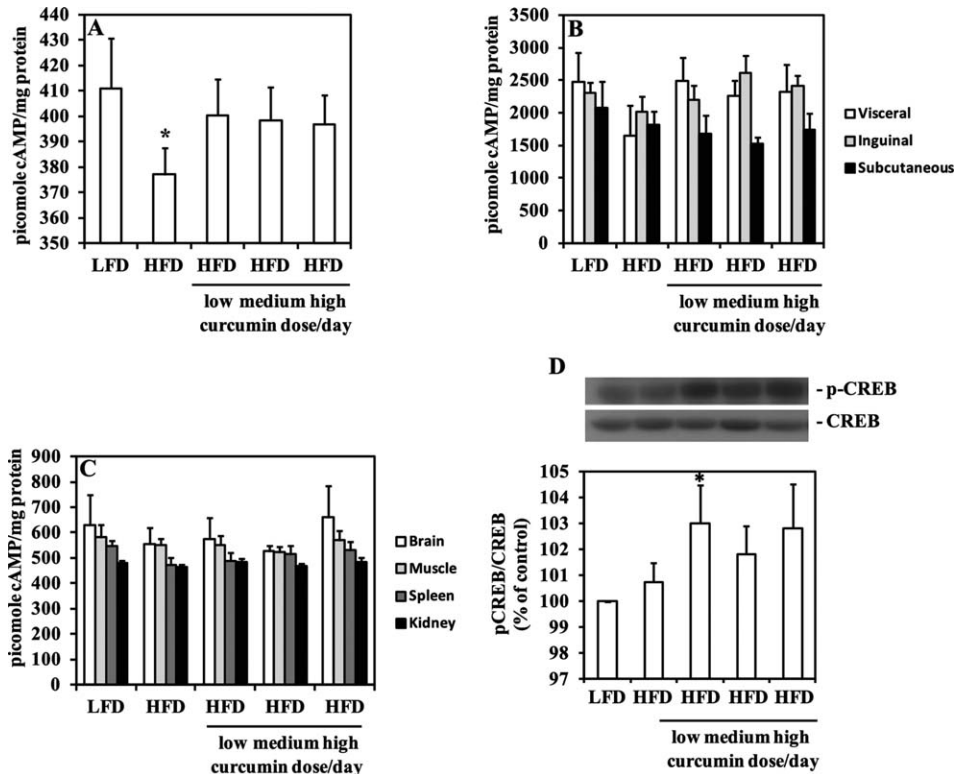 A
picomole cAMP/mg protein
440
430
420
410
400
390
380
370
360
350
*
LFD HFD HFD HFD HFD
low medium high
curcumin dose/day
B
picomole cAMP/mg protein
3500
3000
2500
2000
1500
1000
500
0
LFD HFD HFD HFD HFD
low medium high
curcumin dose/day
Visceral
Inguinal
Subcutaneous
C
picomole cAMP/mg protein
900
800
700
600
500
400
300
200
100
0
LFD HFD HFD HFD HFD
low medium high
curcumin dose/day
Brain
Muscle
Spleen
Kidney
D
- p-CREB
- CREB
pCREB/CREB
(% of control)
105
104
103
102
101
100
99
98
97
*
LFD HFD HFD HFD HFD
low medium high
curcumin dose/day